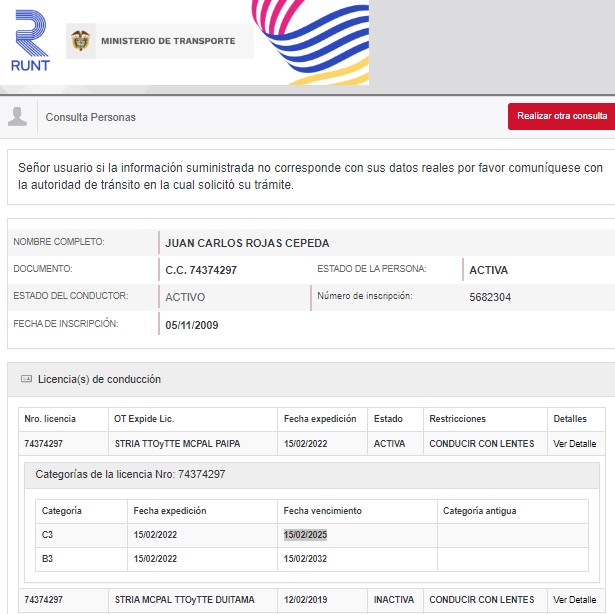 RUNT
MINISTERIO DE TRANSPORTE
Consulta Personas
Realizar otra consulta
Señor usuario si la información suministrada no corresponde con sus datos reales por favor comuníquese con
la autoridad de tránsito en la cual solicitó su trámite.
NOMBRE COMPLETO: JUAN CARLOS ROJAS CEPEDA
DOCUMENTO: C.C. 74374297 ESTADO DE LA PERSONA: ACTIVA
ESTADO DEL CONDUCTOR: ACTIVO Número de inscripción: 5682304
FECHA DE INSCRIPCIÓN: 05/11/2009
Licencia(s) de conducción
Nro. licencia OT Expide Lic. Fecha expedición Estado Restricciones Detalles
74374297 STRIA TTOyTTE MCPAL PAIPA 15/02/2022 ACTIVA CONDUCIR CON LENTES Ver Detalle
Categorías de la licencia Nro: 74374297
Categoría Fecha expedición Fecha vencimiento Categoría antigua
C3 15/02/2022 15/02/2025
B3 15/02/2022 15/02/2032
74374297 STRIA MCPAL TTOyTTE DUITAMA 12/02/2019 INACTIVA CONDUCIR CON LENTES Ver Detalle